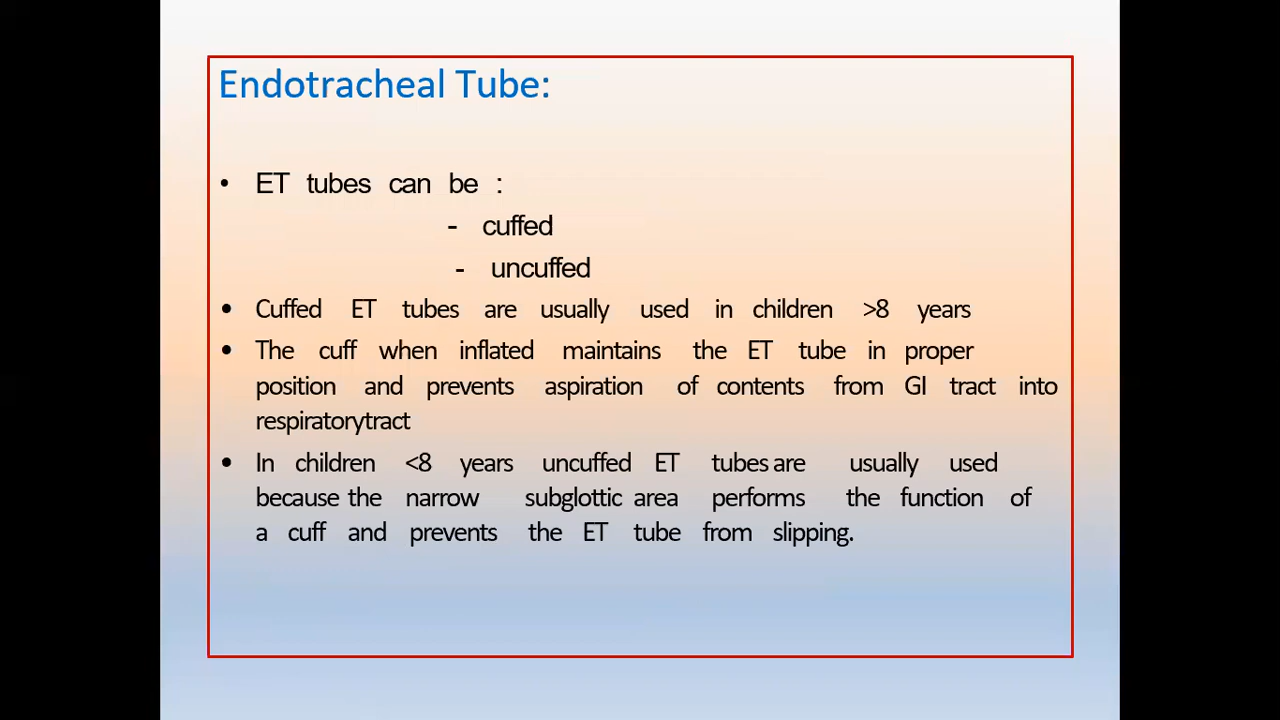 Endotracheal Tube:
• ET tubes can be :
- cuffed
- uncuffed
• Cuffed ET tubes are usually used in children >8 years
• The cuff when inflated maintains the ET tube in proper
position and prevents aspiration of contents from GI tract into
respiratorytract
• In children <8 years uncuffed ET tubes are usually used
because the narrow subglottic area performs the function of
a cuff and prevents the ET tube from slipping.